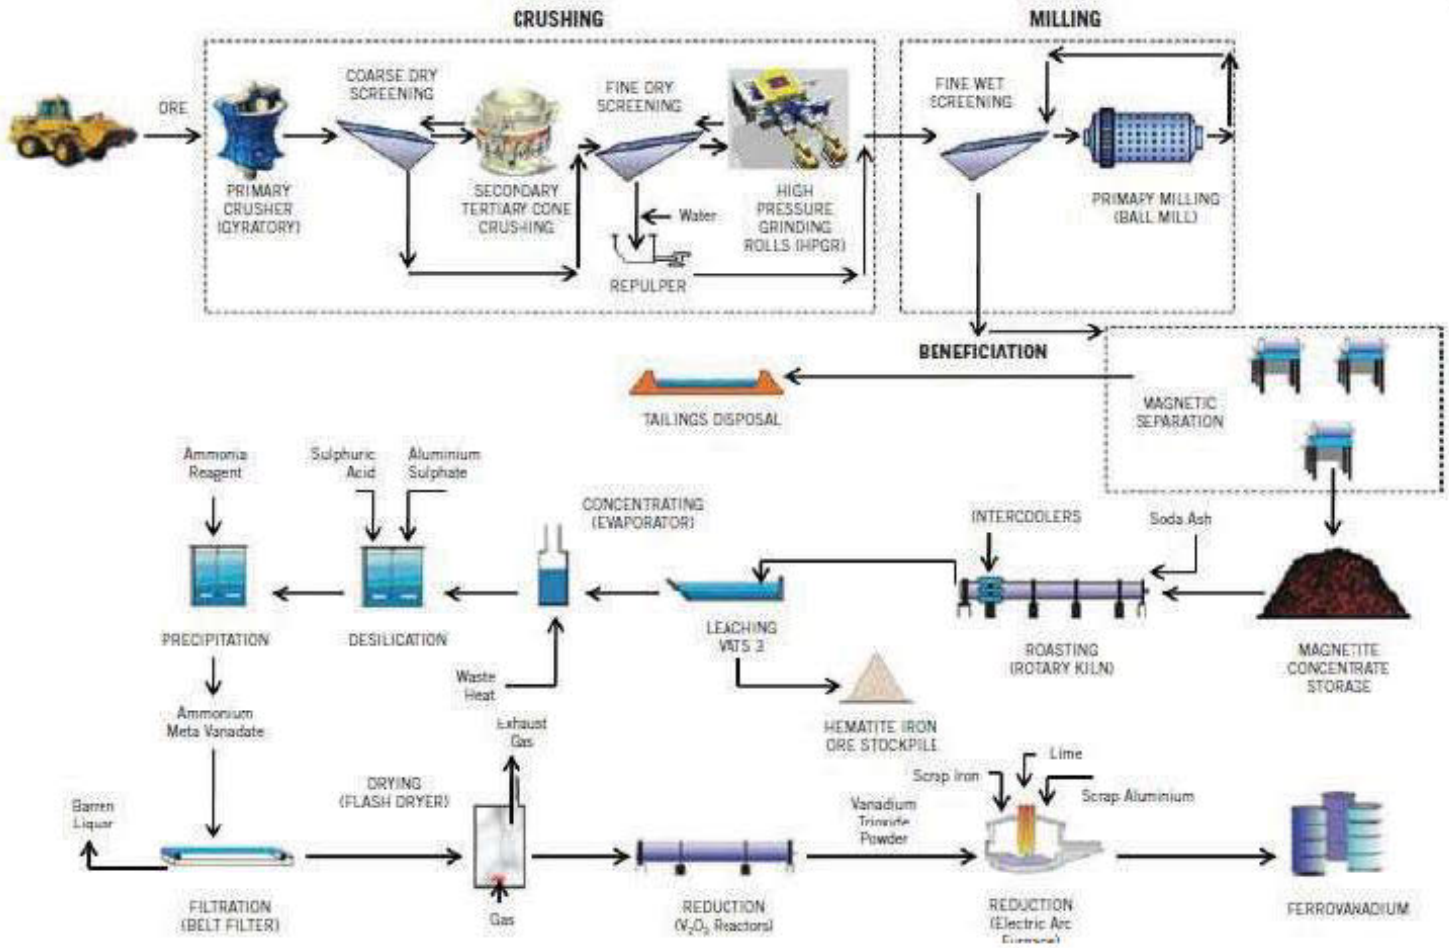 CRUSHING
MILLING
COARSE DRY
SCREENING
FINE DRY
SCREENING
FINE WET
SCREENING
ORE
PRIMARY
CRUSHER
(GYRATORY)
SECONDARY
TERTIARY CONE
CRUSHING
Water
REPULPER
HIGH
PRESSURE
GRINDING
ROLLS (HPGR)
PRIMARY MILLING
(BALL MILL)
BENEFICIATION
TAILINGS DISPOSAL
MAGNETIC
SEPARATION
Ammonia
Reagent
Sulphuric
Acid
Aluminium
Sulphate
CONCENTRATING
(EVAPORATOR)
INTERCOOLERS
Soda Ash
PRECIPITATION
DESILICATION
LEACHING
VATS 3
ROASTING
(ROTARY KILN)
MAGNETITE
CONCENTRATE
STORAGE
Waste
Heat
HEMATITE IRON
ORE STOCKPILE
Ammonium
Meta Vanadate
Exhaust
Gas
Barren
Liquor
DRYING
(FLASH DRYER)
Vanadium
Trioxide
Powder
Scrap Iron
Lime
Scrap Aluminium
FILTRATION
(BELT FILTER)
Gas
REDUCTION
(V₂O₃ Reactors)
REDUCTION
(Electric Arc
Furnace)
FERROVANADIUM